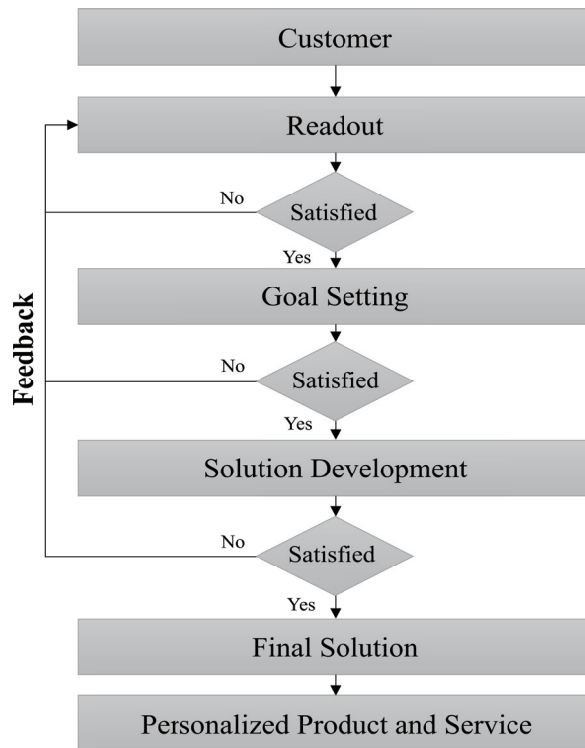 Customer
Readout
No
Satisfied
Yes
Goal Setting
Feedback
No
Satisfied
Yes
Solution Development
No
Satisfied
Yes
Final Solution
Personalized Product and Service